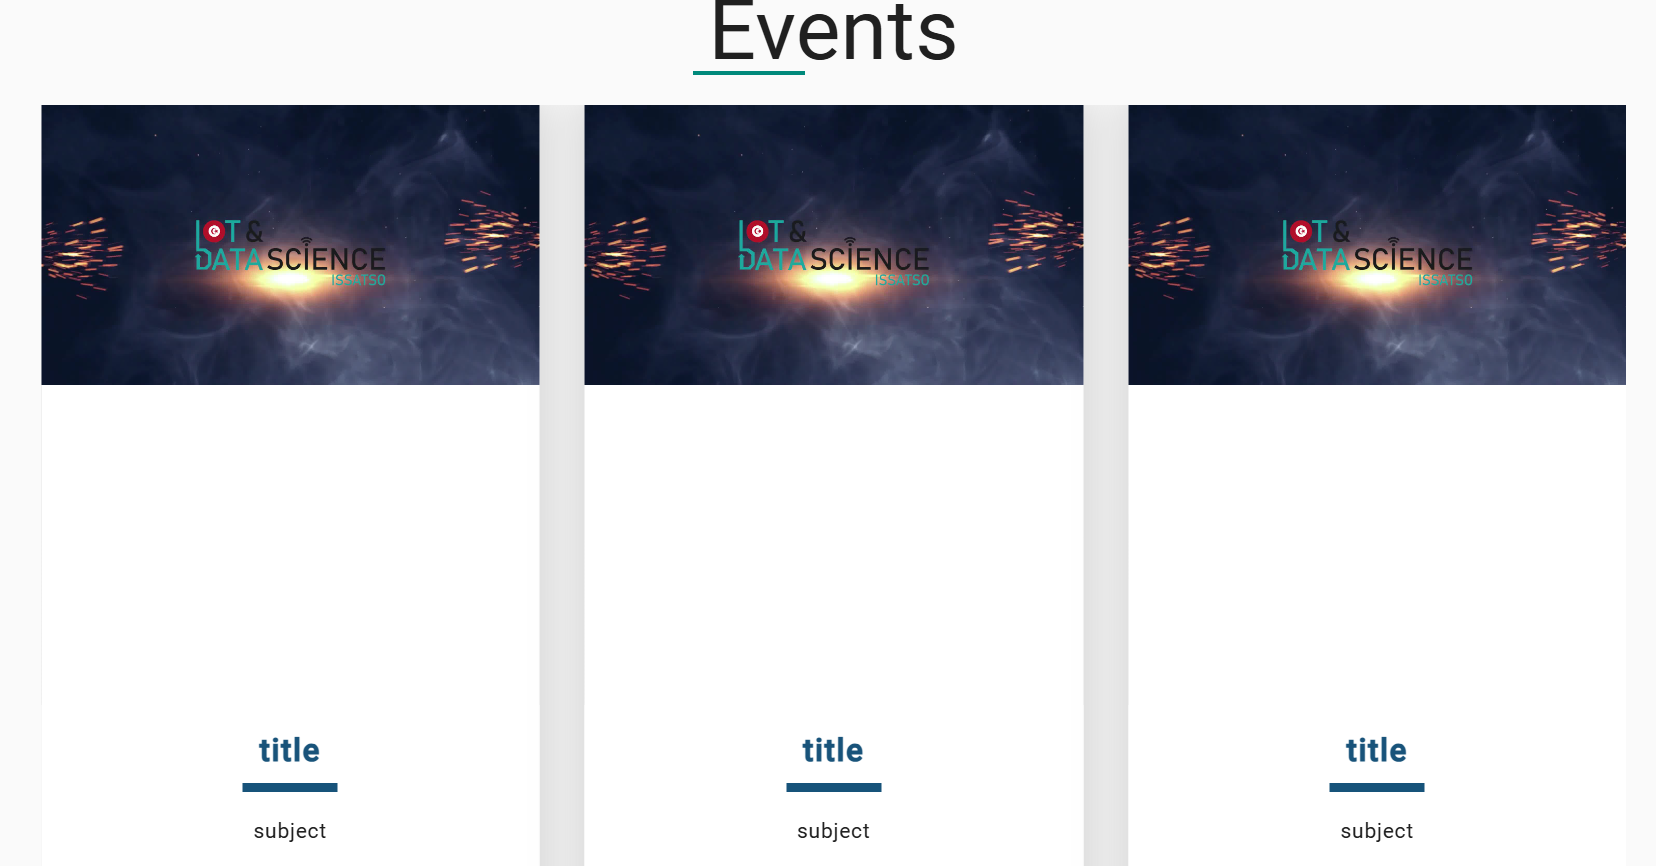 Events
IOT &
DATA SCIENCE
ISSATSO
IOT &
DATA SCIENCE
ISSATSO
IOT &
DATA SCIENCE
ISSATSO
title
title
title
subject
subject
subject